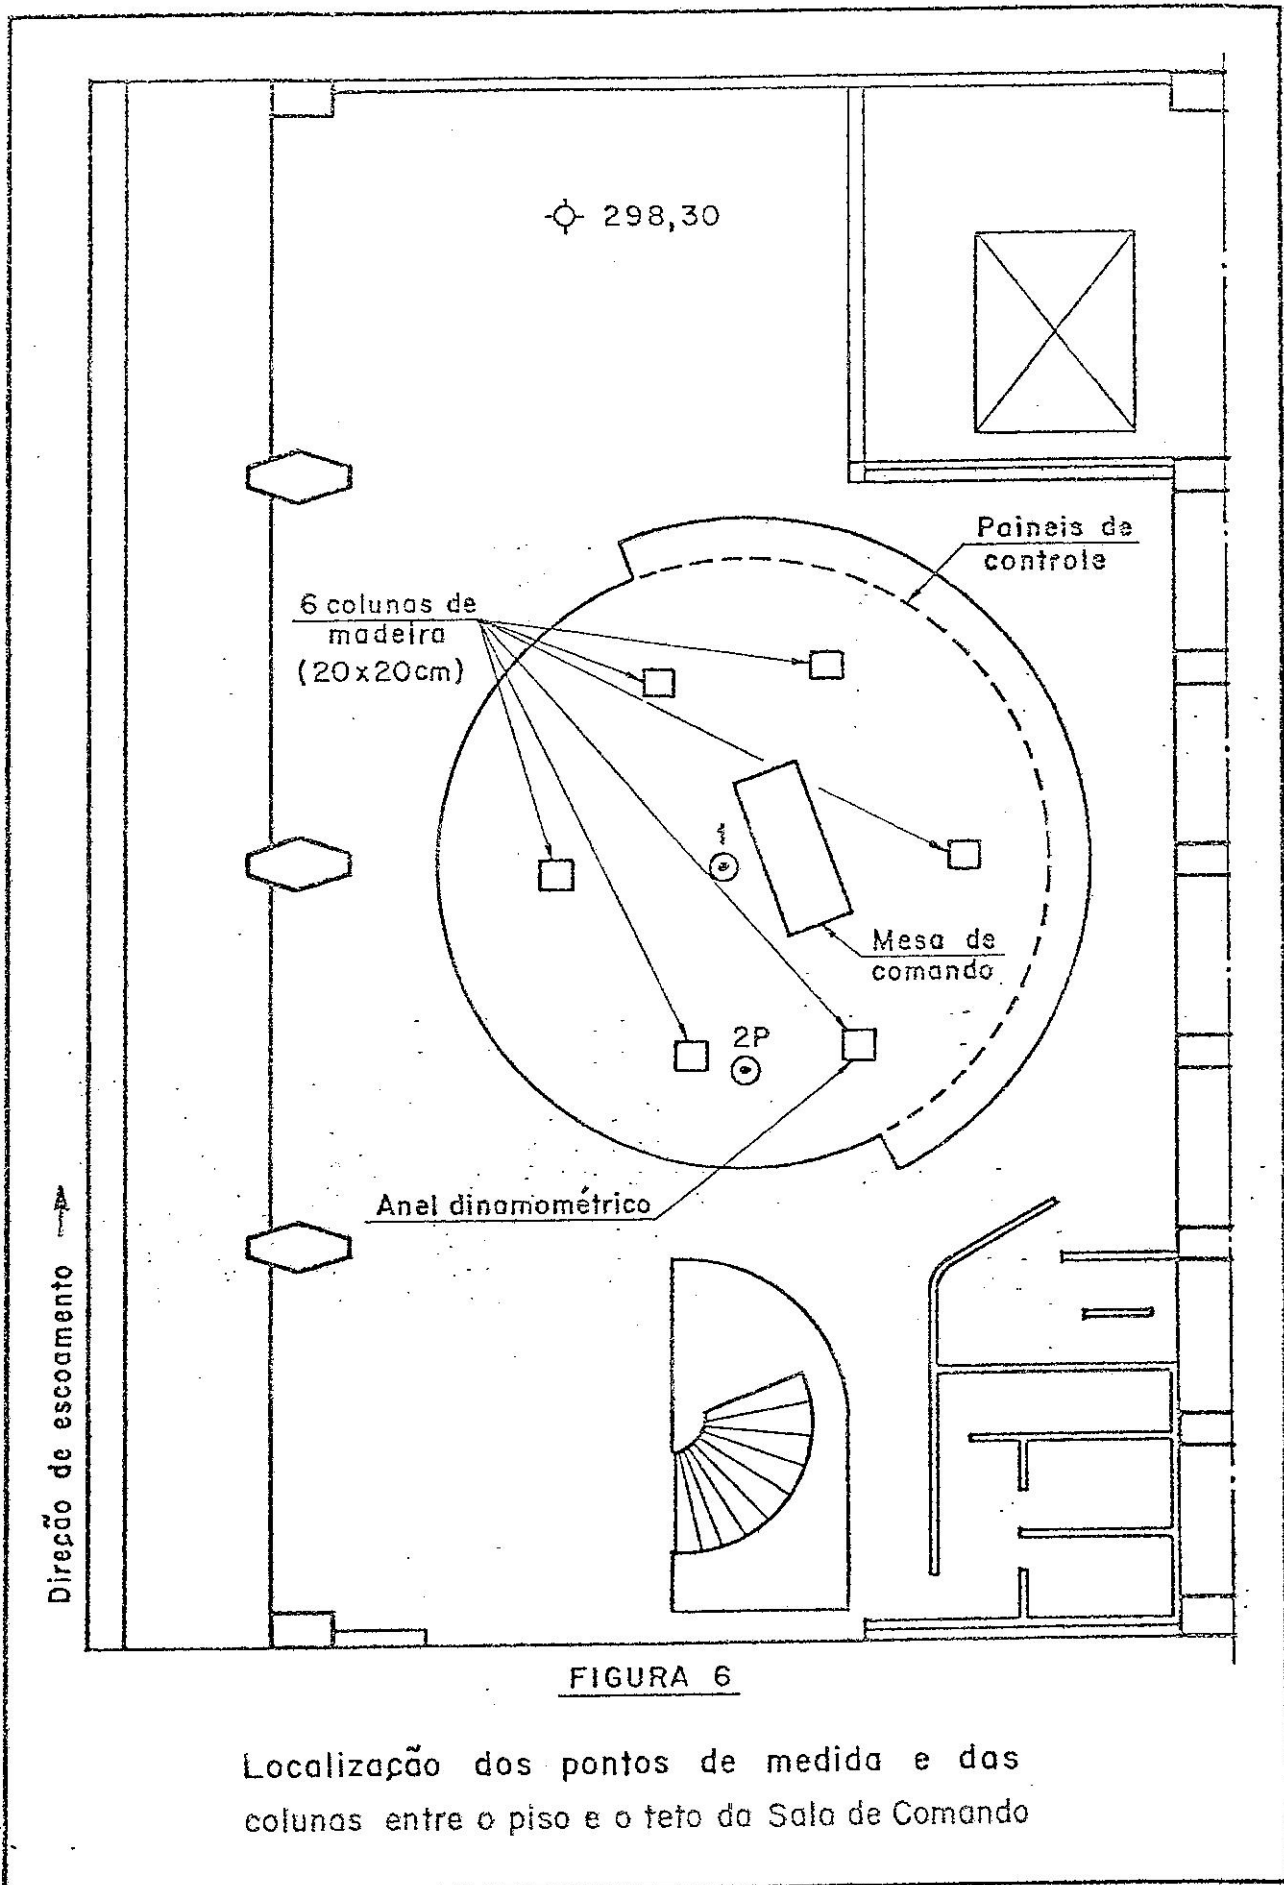 298,30
Paineis de
controle
6 colunas de
madeira
(20x20cm)
1
Mesa de
comando
2P
Anel dinamométrico
Direção de escoamento
FIGURA 6
Localização dos pontos de medida e das
colunas entre o piso e o teto da Sala de Comando